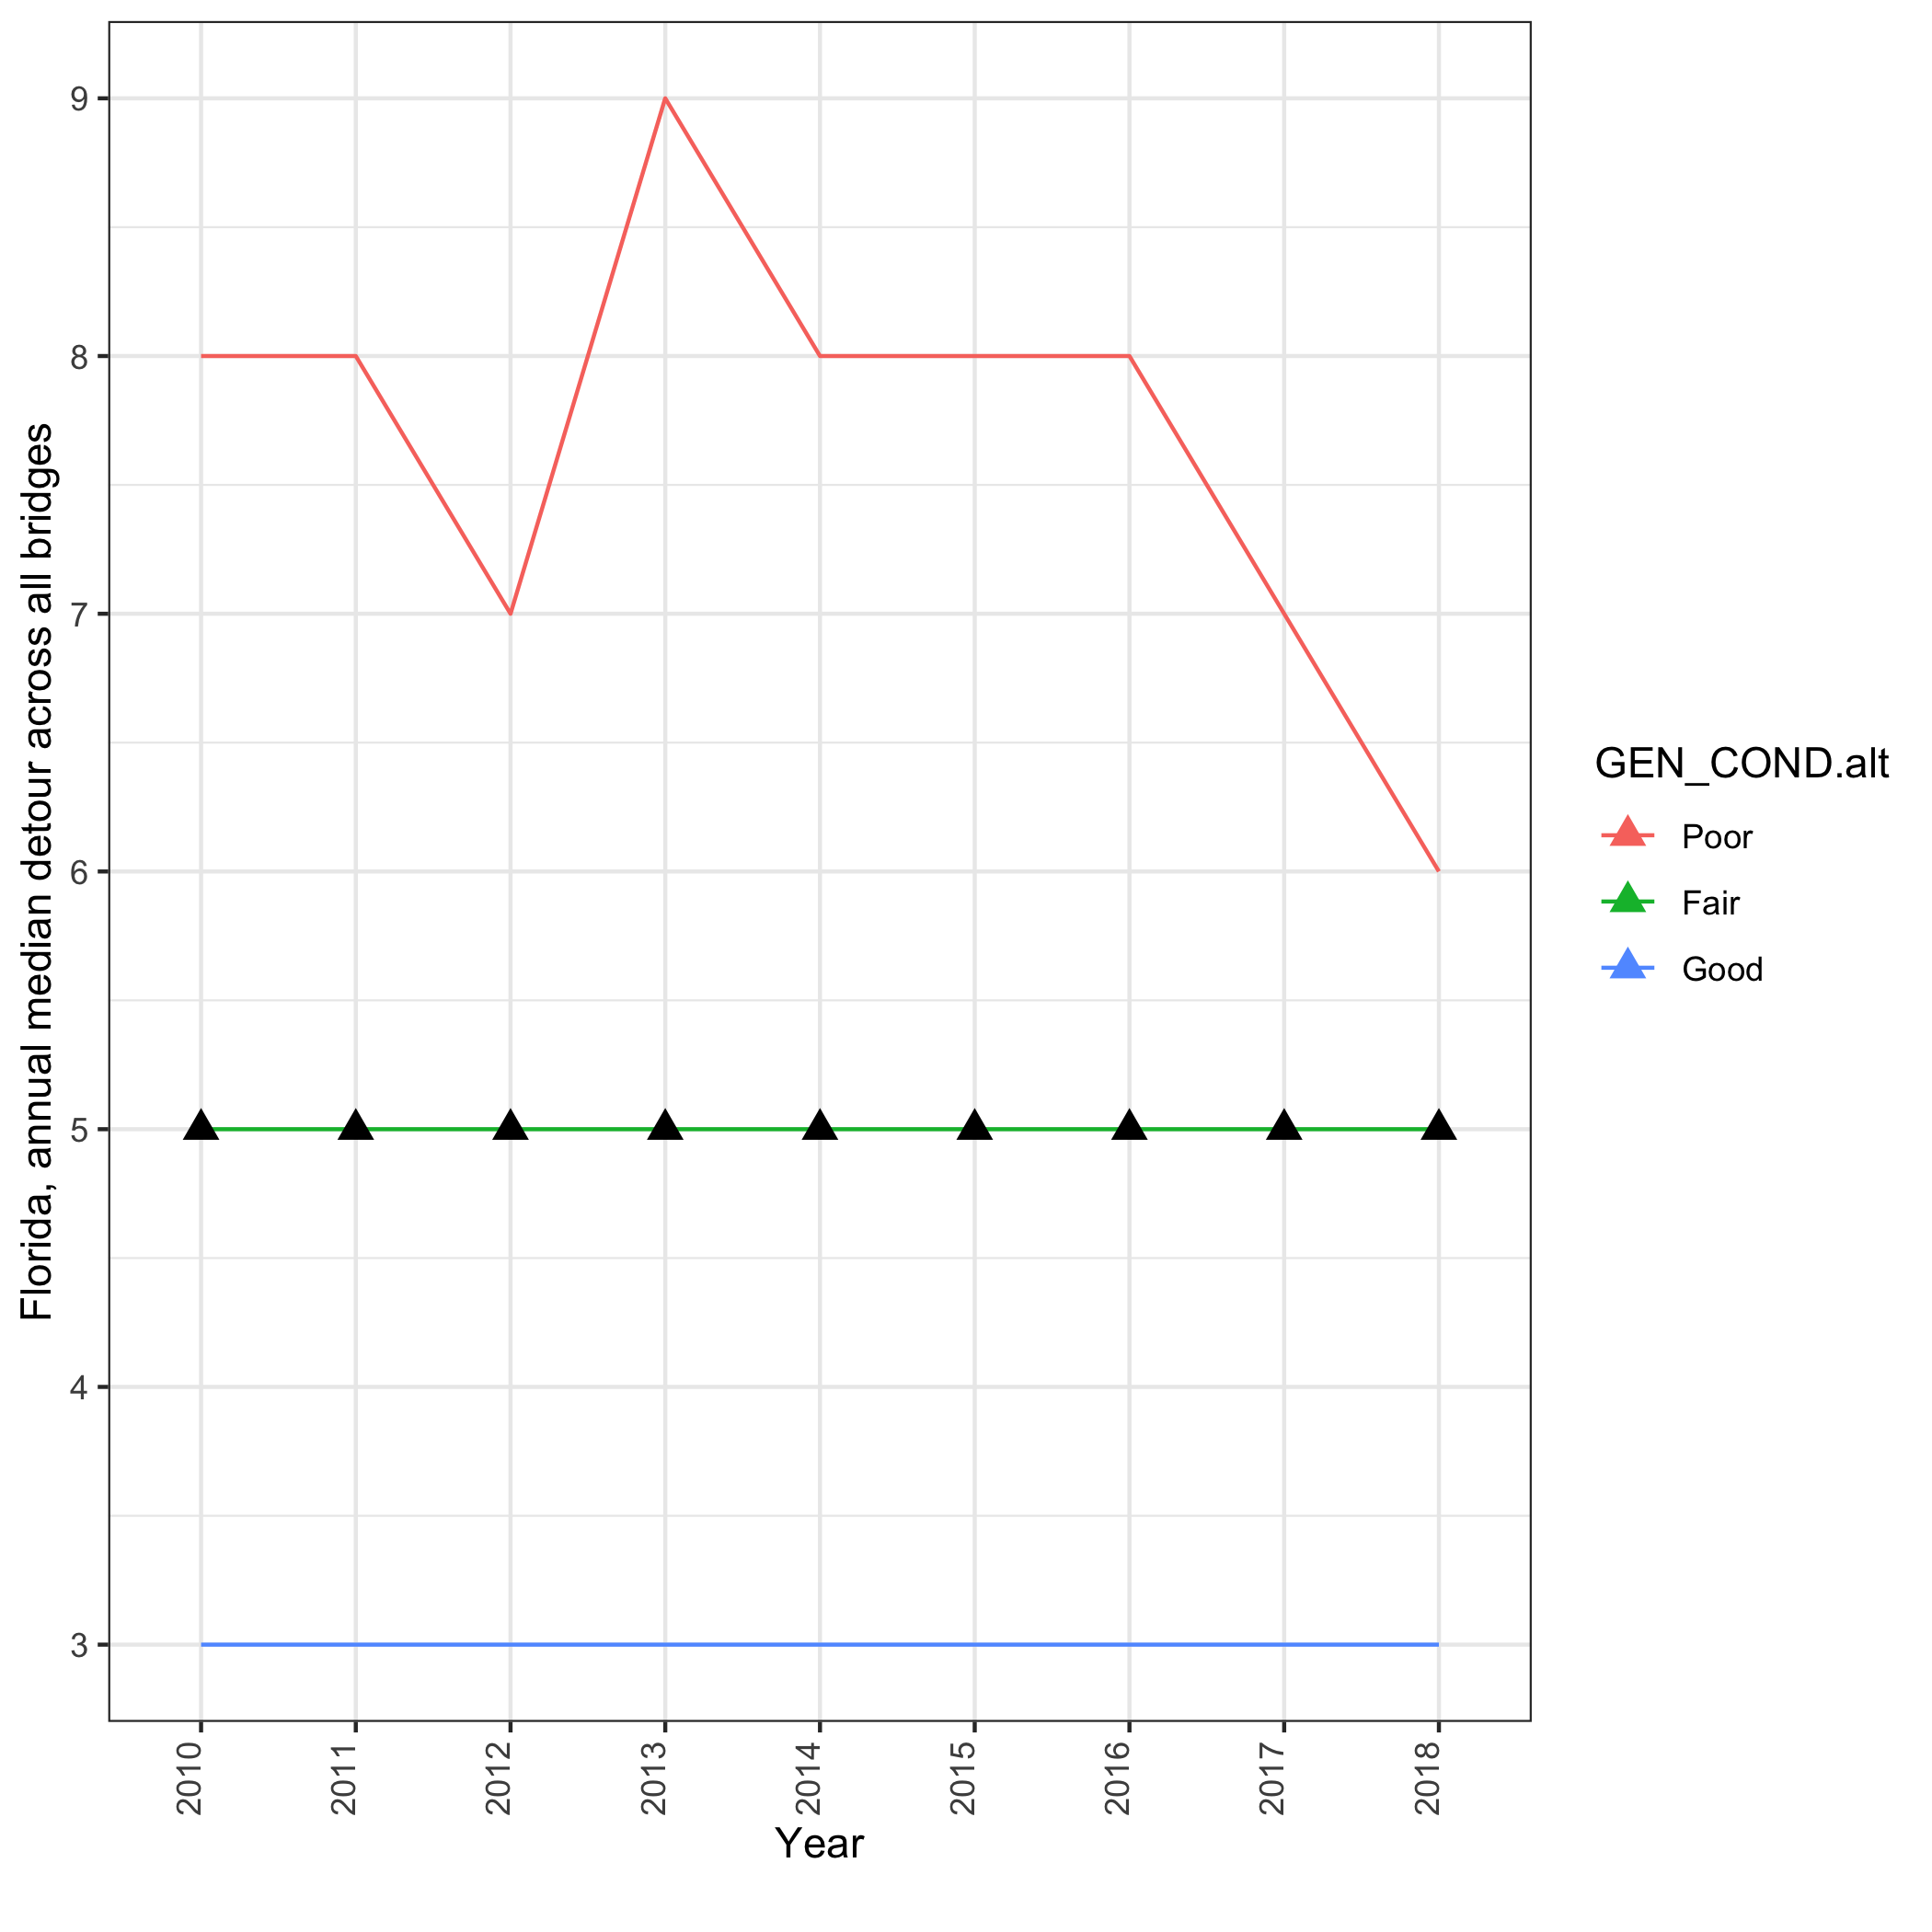 Florida, annual median detour across all bridges
9
8
7
6
5
4
3
2010
2011
2012
2013
2014
2015
2016
2017
2018
Year
GEN_COND.alt
Poor
Fair
Good